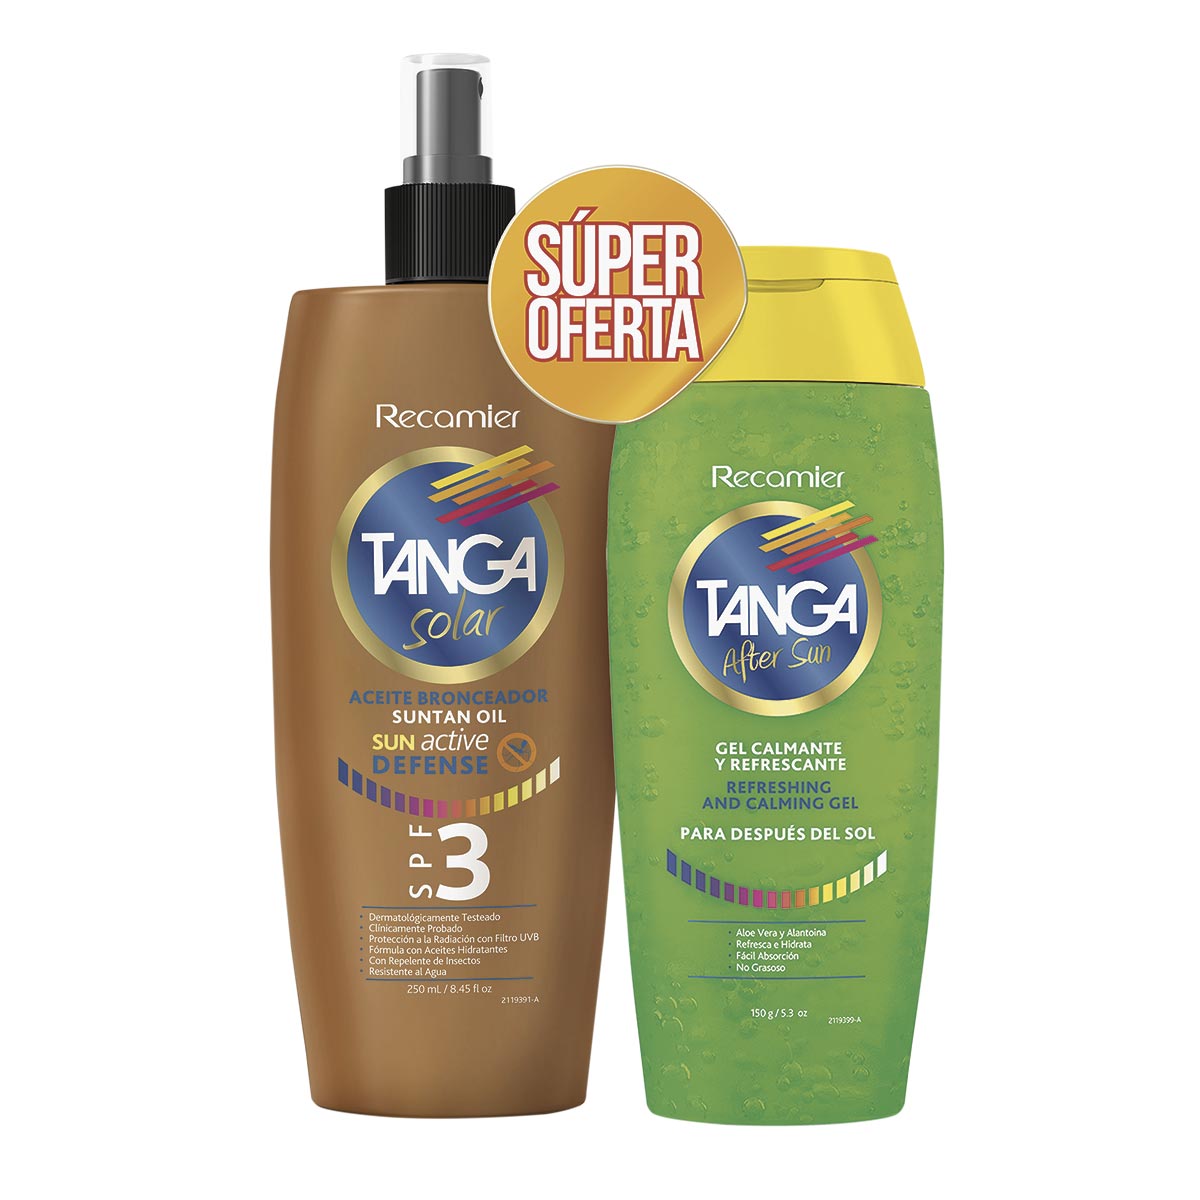 SÚPER
OFERTA
Recamier
TANGA
solar
ACEITE BRONCEADOR
SUNTAN OIL
SUN active
DEFENSE
SPF
3
• Dermatológicamente Testeado
• Clínicamente Probado
• Protección a la Radiación con Filtro UVB
• Fórmula con Aceites Hidratantes
• Con Repelente de Insectos
• Resistente al Agua
250 mL / 8.45 fl oz
2119391-A
Recamier
TANGA
After Sun
GEL CALMANTE
Y REFRESCANTE
REFRESHING
AND CALMING GEL
PARA DESPUÉS DEL SOL
• Aloe Vera y Alantoina
• Refresca e Hidrata
• Fácil Absorción
• No Grasoso
150 g / 5.3 oz
2119399-A